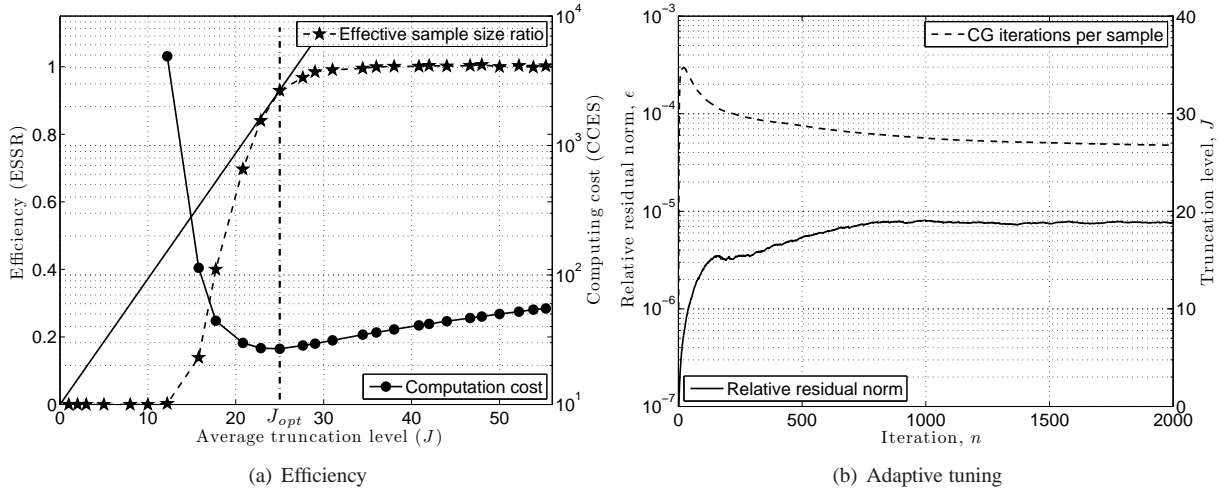 Efficiency (ESSR)
1
0.8
0.6
0.4
0.2
0
0 10 20 30 40 50
J_opt
Average truncation level (J)
Effective sample size ratio
Computation cost
10^4
10^3
10^2
10^1
Computing cost (CCES)
(a) Efficiency
Relative residual norm, ϵ
10^-3
10^-4
10^-5
10^-6
10^-7
0 500 1000 1500 2000
Iteration, n
CG iterations per sample
Relative residual norm
40
30
20
10
0
Truncation level, J
(b) Adaptive tuning